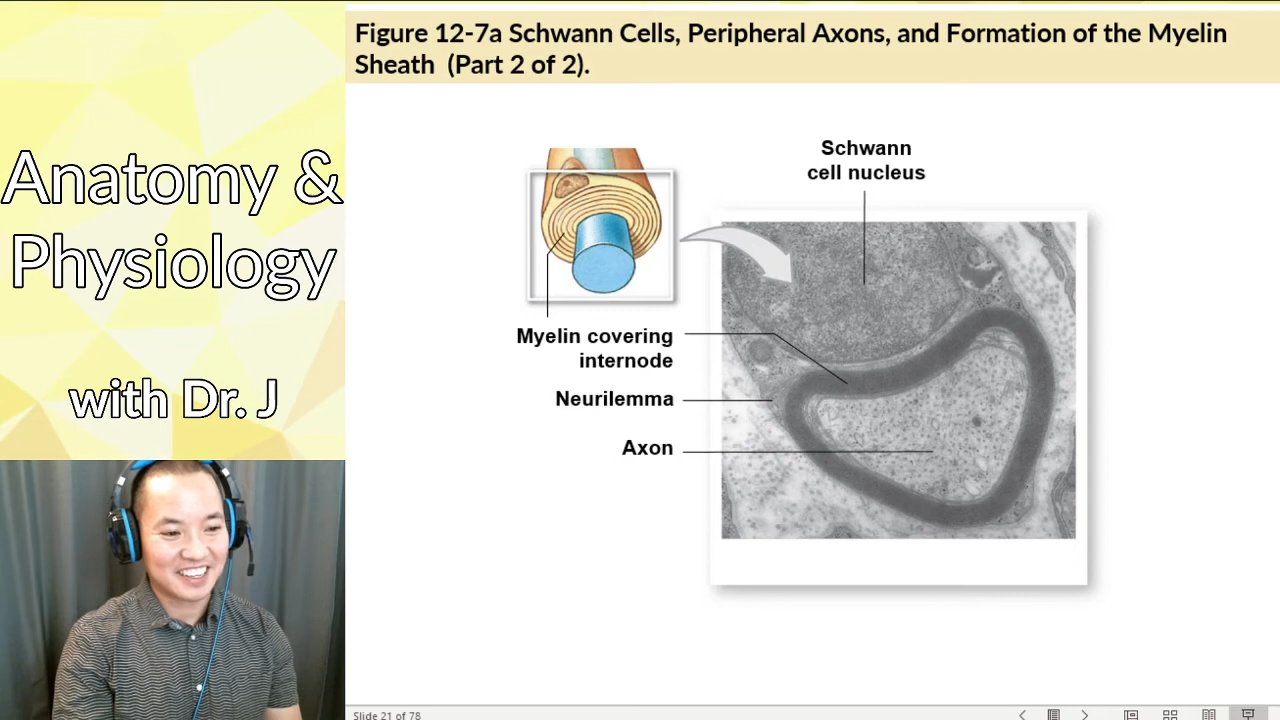 Anatomy &
Physiology
with Dr. J
Figure 12-7a Schwann Cells, Peripheral Axons, and Formation of the Myelin
Sheath (Part 2 of 2).
Schwann
cell nucleus
Myelin covering
internode
Neurilemma
Axon
Slide 21 of 78